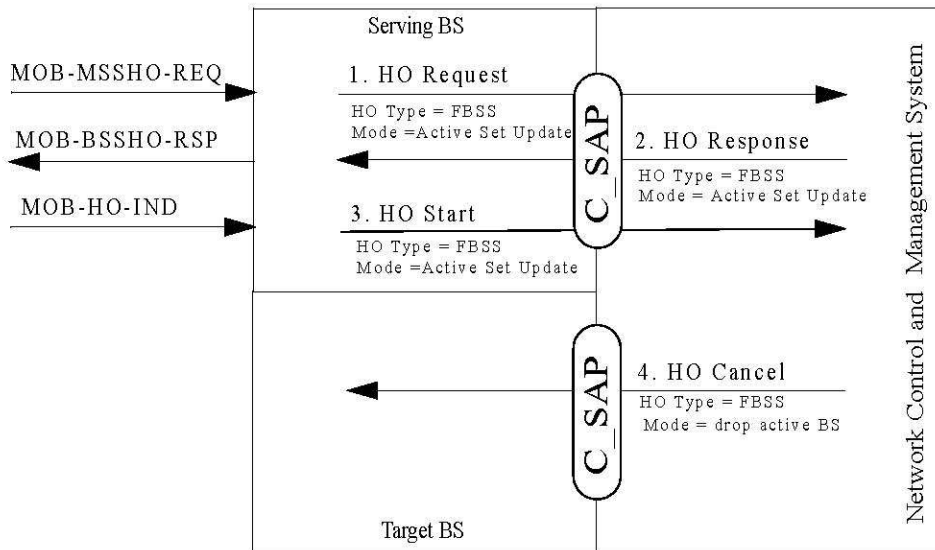 Serving BS
MOB-MSSHO-REQ
1. HO Request
HO Type = FBSS
Mode =Active Set Update
MOB-BSSHO-RSP
2. HO Response
HO Type = FBSS
Mode = Active Set Update
MOB-HO-IND
3. HO Start
HO Type = FBSS
Mode =Active Set Update
C_SAP
4. HO Cancel
HO Type = FBSS
Mode = drop active BS
C_SAP
Target BS
Network Control and Management System